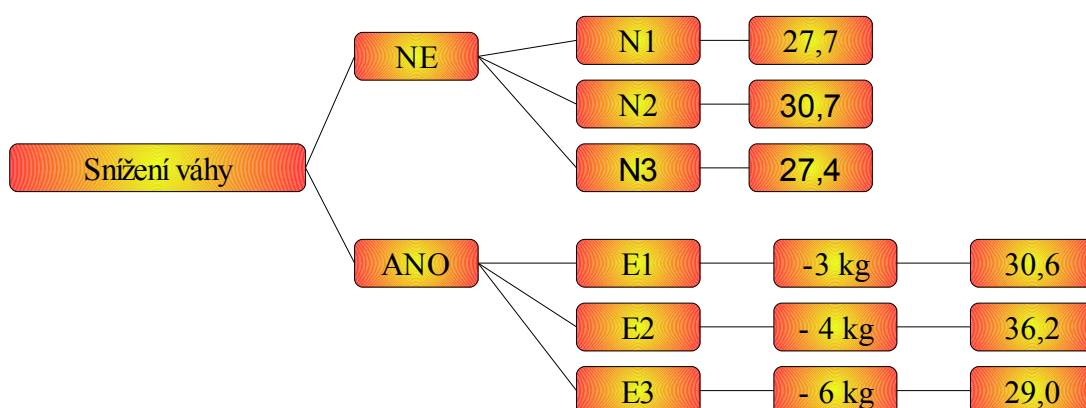 Snížení váhy
NE
N1
27,7
N2
30,7
N3
27,4
ANO
E1
-3 kg
30,6
E2
- 4 kg
36,2
E3
- 6 kg
29,0